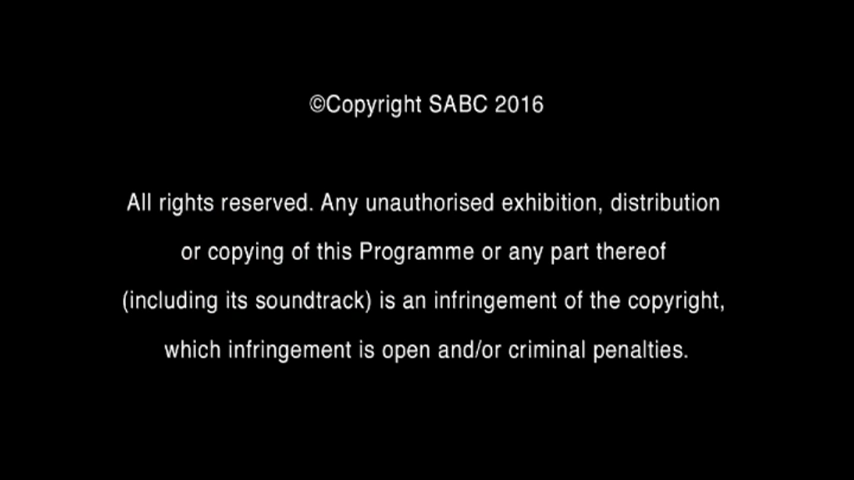 ©Copyright SABC 2016
All rights reserved. Any unauthorised exhibition, distribution
or copying of this Programme or any part thereof
(including its soundtrack) is an infringement of the copyright,
which infringement is open and/or criminal penalties.